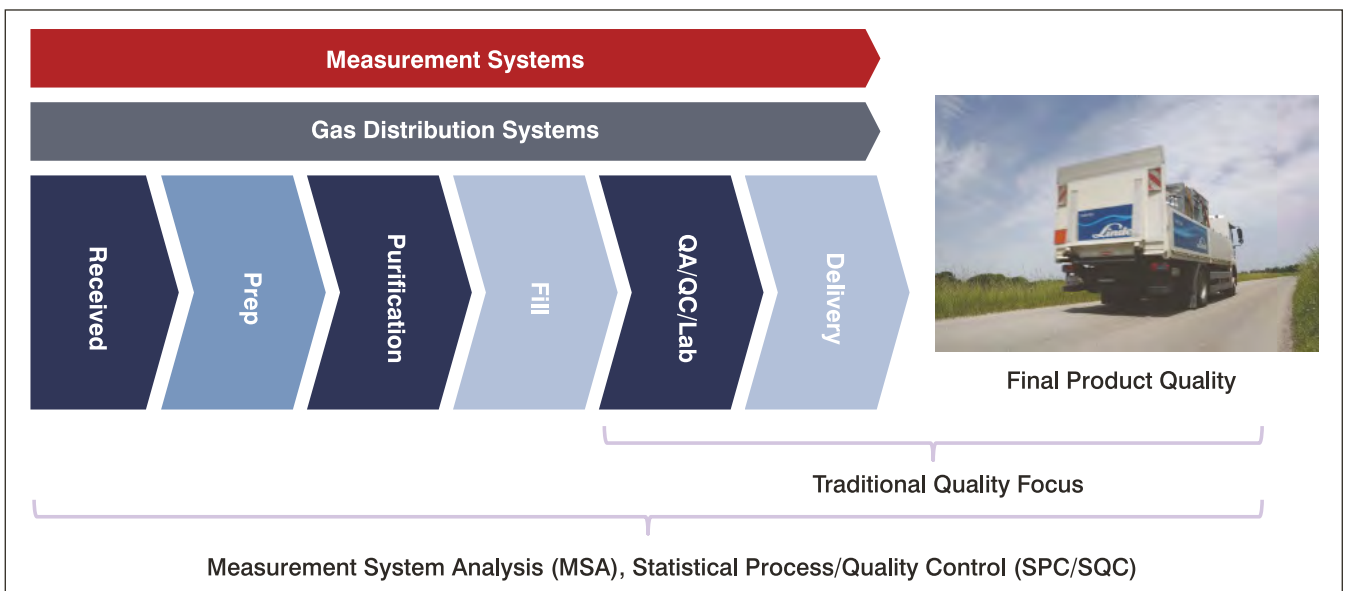 Measurement Systems
Gas Distribution Systems
Received
Prep
Purification
Fill
QA/QC/Lab
Delivery
Linde
Final Product Quality
Traditional Quality Focus
Measurement System Analysis (MSA), Statistical Process/Quality Control (SPC/SQC)